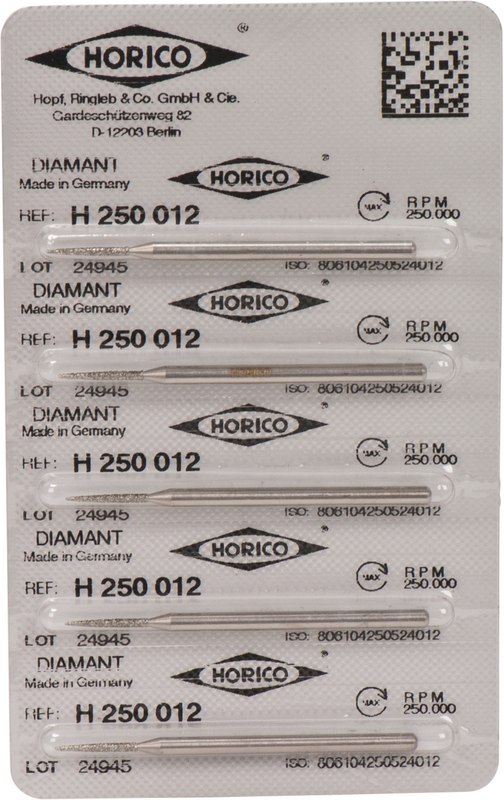 HORICO ®
Hopf, Ringleb & Co. GmbH & Cie.
Gardeschützenweg 82
D-12203 Berlin
DIAMANT
Made in Germany
HORICO ®
REF: H 250 012
MAX
RPM
250.000
LOT 24945
ISO: 806104250524012
DIAMANT
Made in Germany
HORICO ®
REF: H 250 012
MAX
RPM
250.000
LOT 24945
ISO: 806104250524012
DIAMANT
Made in Germany
HORICO ®
REF: H 250 012
MAX
RPM
250.000
LOT 24945
ISO: 806104250524012
DIAMANT
Made in Germany
HORICO ®
REF: H 250 012
MAX
RPM
250.000
LOT 24945
ISO: 806104250524012
DIAMANT
Made in Germany
HORICO ®
REF: H 250 012
MAX
RPM
250.000
LOT 24945
ISO: 806104250524012